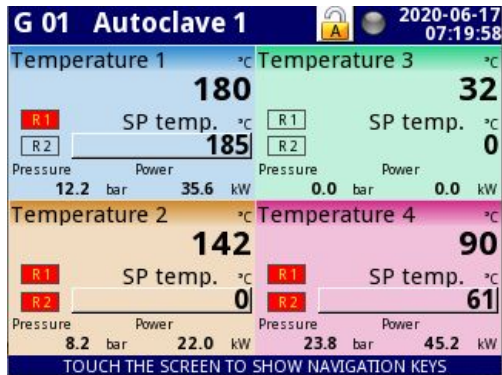 G 01 Autoclave 1
A
2020-06-17
07:19:58
Temperature 1 °C
180
R1
SP temp. °C
R2
185
Pressure Power
12.2 bar 35.6 kW
Temperature 3 °C
32
R1
SP temp. °C
R2
0
Pressure Power
0.0 bar 0.0 kW
Temperature 2 °C
142
R1
SP temp. °C
R2
0
Pressure Power
8.2 bar 22.0 kW
Temperature 4 °C
90
R1
SP temp. °C
R2
61
Pressure Power
23.8 bar 45.2 kW
TOUCH THE SCREEN TO SHOW NAVIGATION KEYS